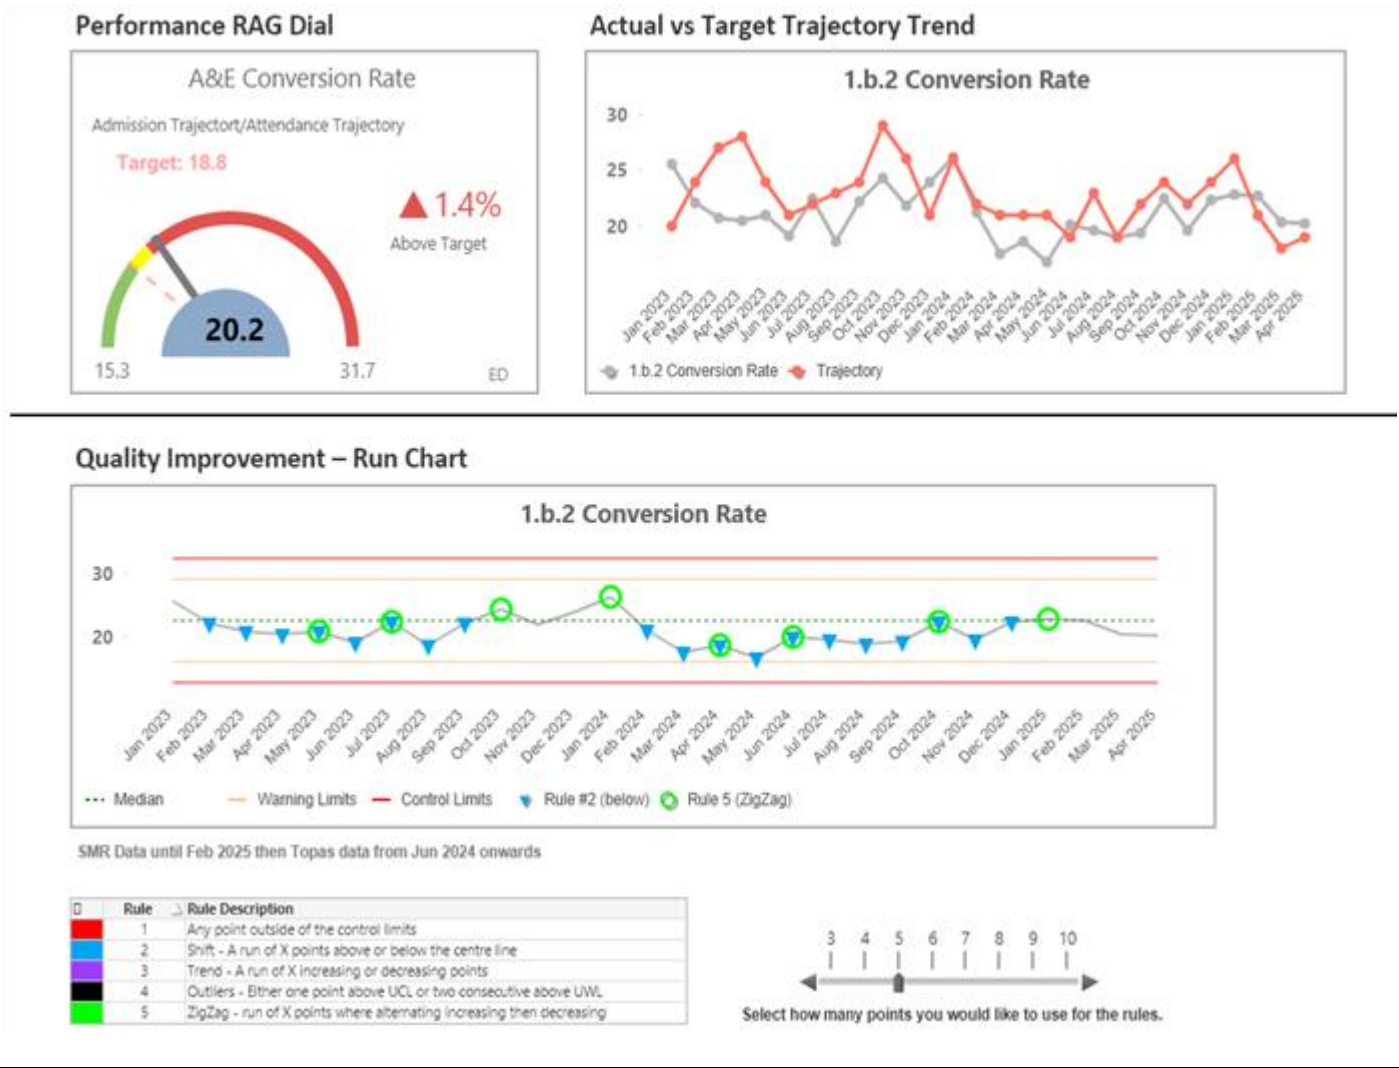 Performance RAG Dial
Actual vs Target Trajectory Trend
A&E Conversion Rate
Admission Trajectort/Attendance Trajectory
Target: 18.8
1.4%
Above Target
20.2
15.3
31.7
ED
1.b.2 Conversion Rate
30
25
20
Jan 2023
Feb 2023
Mar 2023
Apr 2023
May 2023
Jun 2023
Jul 2023
Aug 2023
Sep 2023
Oct 2023
Nov 2023
Dec 2023
Jan 2024
Feb 2024
Mar 2024
Apr 2024
May 2024
Jun 2024
Jul 2024
Aug 2024
Sep 2024
Oct 2024
Nov 2024
Dec 2024
Jan 2025
Feb 2025
Mar 2025
Apr 2025
1.b.2 Conversion Rate Trajectory
Quality Improvement – Run Chart
1.b.2 Conversion Rate
30
20
Jan 2023
Feb 2023
Mar 2023
Apr 2023
May 2023
Jun 2023
Jul 2023
Aug 2023
Sep 2023
Oct 2023
Nov 2023
Dec 2023
Jan 2024
Feb 2024
Mar 2024
Apr 2024
May 2024
Jun 2024
Jul 2024
Aug 2024
Sep 2024
Oct 2024
Nov 2024
Dec 2024
Jan 2025
Feb 2025
Mar 2025
Apr 2025
Median Warning Limits Control Limits Rule #2 (below) Rule 5 (ZigZag)
SMR Data until Feb 2025 then Topas data from Jun 2024 onwards
Rule Rule Description
1 Any point outside of the control limits
2 Shift - A run of X points above or below the centre line
3 Trend - A run of X increasing or decreasing points
4 Outliers - Either one point above UCL or two consecutive above UWL
5 ZigZag - run of X points where alternating increasing then decreasing
3 4 5 6 7 8 9 10
Select how many points you would like to use for the rules.